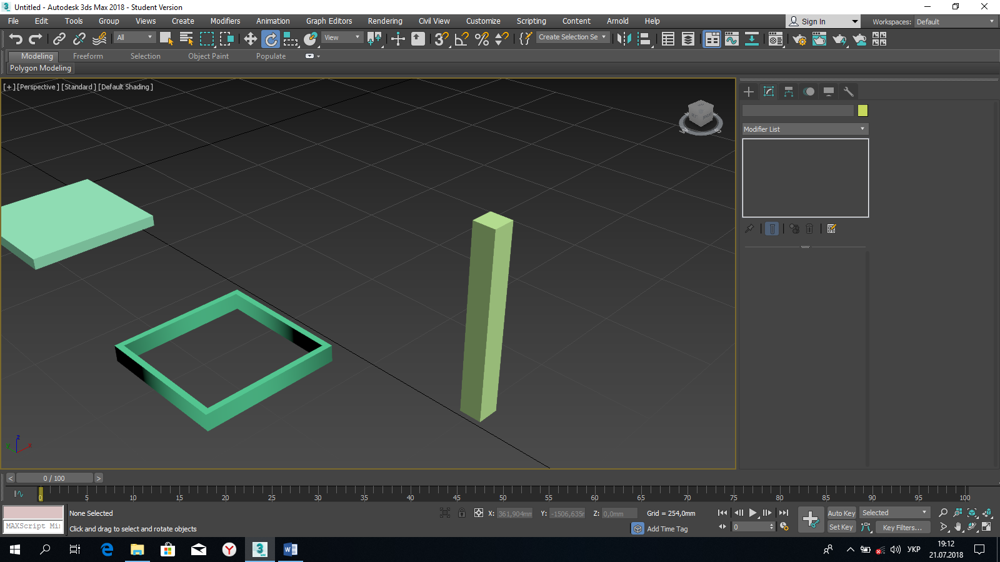 Untitled - Autodesk 3ds Max 2018 - Student Version
File Edit Tools Group Views Create Modifiers Animation Graph Editors Rendering Civil View Customize Scripting Content Arnold Help
Sign In
Workspaces: Default
All
View
Create Selection Se
Modeling Freeform Selection Object Paint Populate
Polygon Modeling
[+] [Perspective ] [Standard ] [Default Shading ]
Modifier List
z
x
y
< 0 / 100 >
0 5 10 15 20 25 30 35 40 45 50 55 60 65 70 75 80 85 90 95 100
None Selected
X: 361,904mm Y: -1506,635r Z: 0,0mm Grid = 254,0mm
Auto Key Selected
MAXScript Mi
Click and drag to select and rotate objects
Add Time Tag
0
Set Key Key Filters...
УКР
19:12
21.07.2018